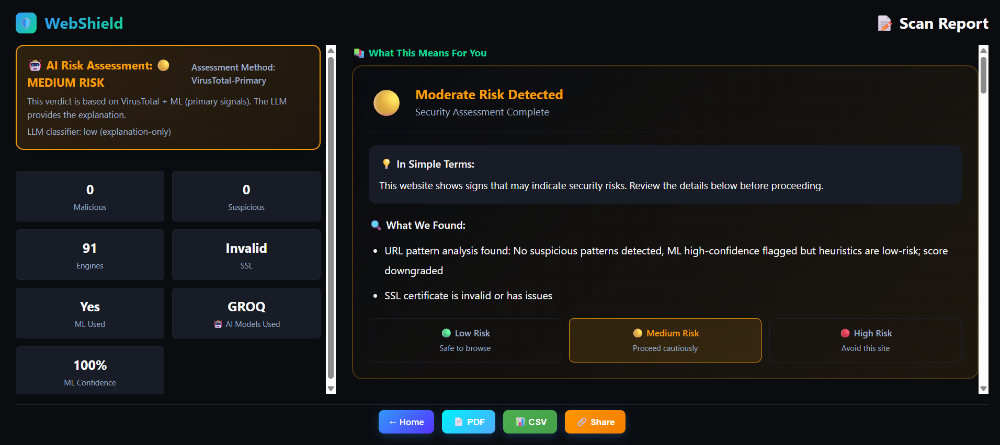 WebShield
Scan Report
AI Risk Assessment:
MEDIUM RISK
Assessment Method:
VirusTotal-Primary
This verdict is based on VirusTotal + ML (primary signals). The LLM
provides the explanation.
LLM classifier: low (explanation-only)
0
Malicious
0
Suspicious
91
Engines
Invalid
SSL
Yes
ML Used
GROQ
AI Models Used
100%
ML Confidence
What This Means For You
Moderate Risk Detected
Security Assessment Complete
In Simple Terms:
This website shows signs that may indicate security risks. Review the details below before proceeding.
What We Found:
• URL pattern analysis found: No suspicious patterns detected, ML high-confidence flagged but heuristics are low-risk; score
downgraded
• SSL certificate is invalid or has issues
Low Risk
Safe to browse
Medium Risk
Proceed cautiously
High Risk
Avoid this site
← Home
PDF
CSV
Share